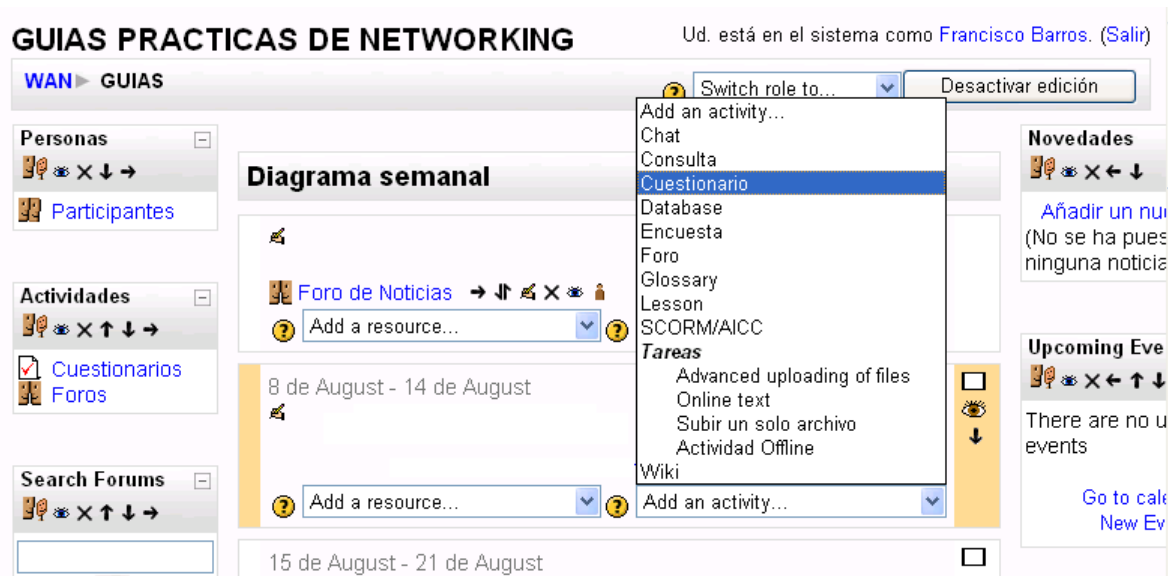 GUIAS PRACTICAS DE NETWORKING
Ud. está en el sistema como Francisco Barros. (Salir)
WAN► GUIAS
Switch role to...
Desactivar edición
Personas
Participantes
Actividades
Cuestionarios
Foros
Search Forums
Diagrama semanal
Foro de Noticias
Add a resource...
8 de August - 14 de August
Add a resource...
Add an activity...
15 de August - 21 de August
Add an activity...
Chat
Consulta
Cuestionario
Database
Encuesta
Foro
Glossary
Lesson
SCORM/AICC
Tareas
Advanced uploading of files
Online text
Subir un solo archivo
Actividad Offline
Wiki
Novedades
Añadir un
(No se ha
ninguna noticia
Upcoming
There are no
events
Go to
New